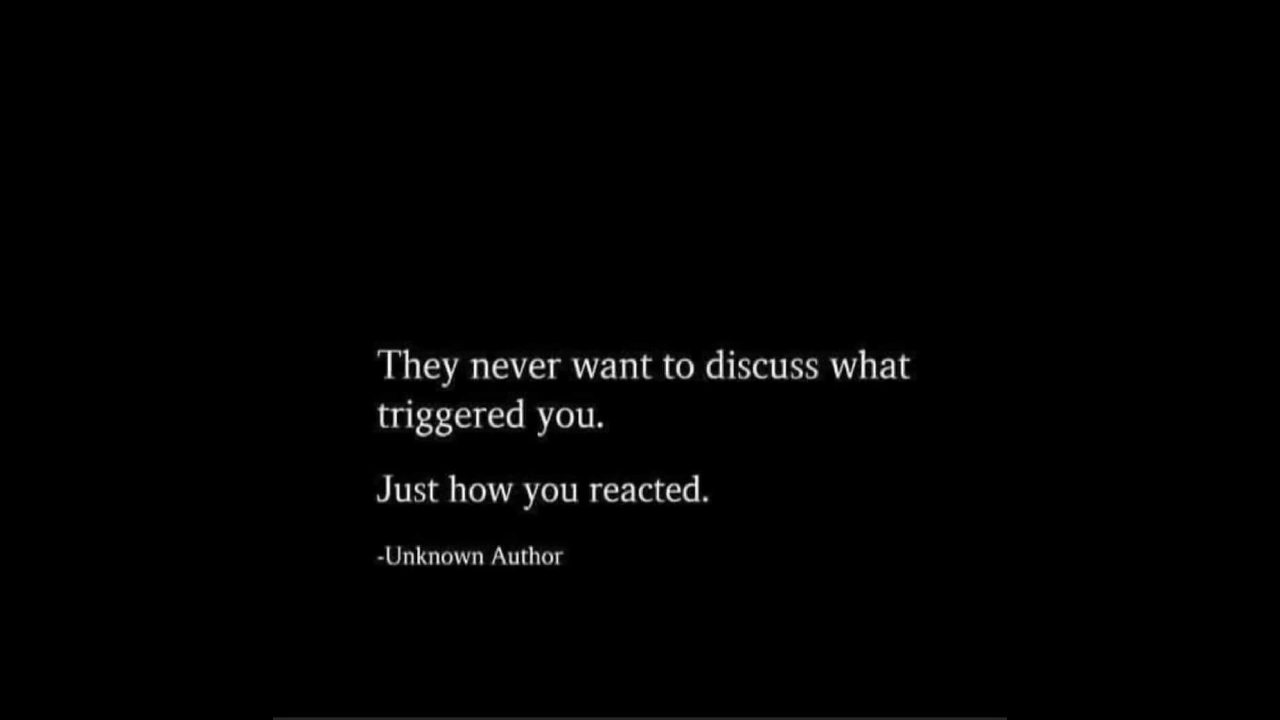 They never want to discuss what
triggered you.
Just how you reacted.
-Unknown Author